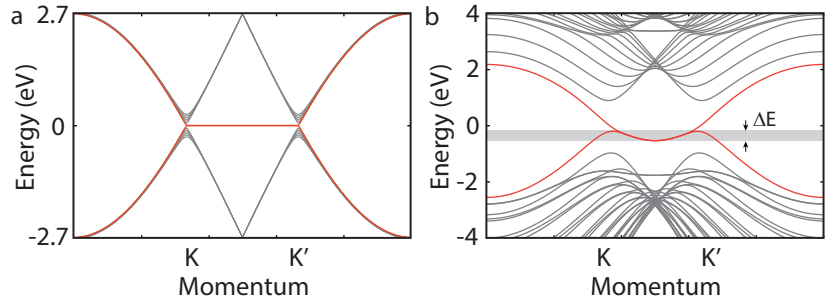 a
2.7
0
-2.7
Energy (eV)
K
K′
Momentum
b
4
2
0
-2
-4
Energy (eV)
ΔE
K
K′
Momentum